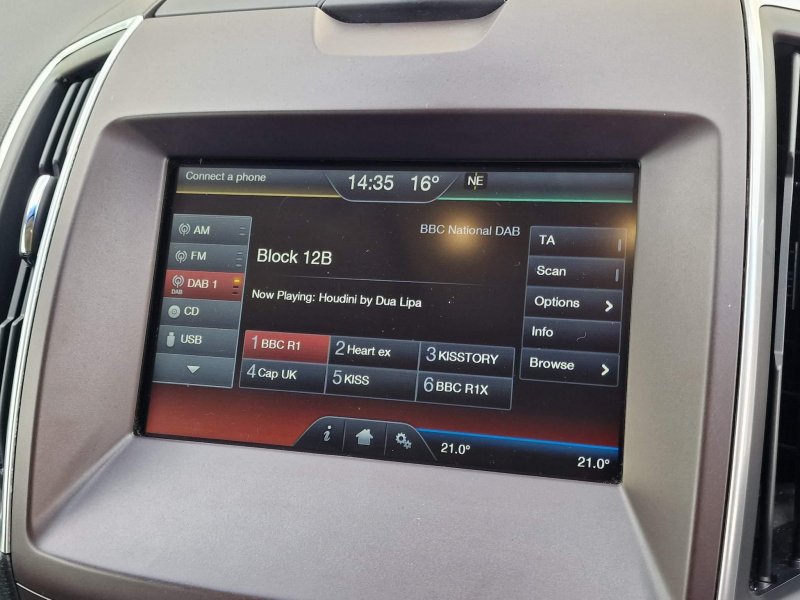 Connect a phone
14:35 16° NE
BBC National DAB
AM
FM
DAB 1
DAB
CD
USB
Block 12B
Now Playing: Houdini by Dua Lipa
1 BBC R1
2 Heart ex
3 KISSTORY
4 Cap UK
5 KISS
6 BBC R1X
TA
Scan
Options
Info
Browse
i
21.0°
21.0°